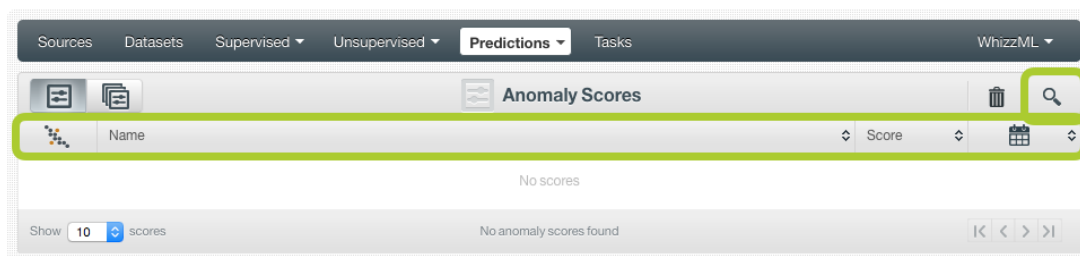 Sources Datasets Supervised Unsupervised Predictions Tasks WhizzML
Anomaly Scores
Name Score
No scores
Show 10 scores No anomaly scores found